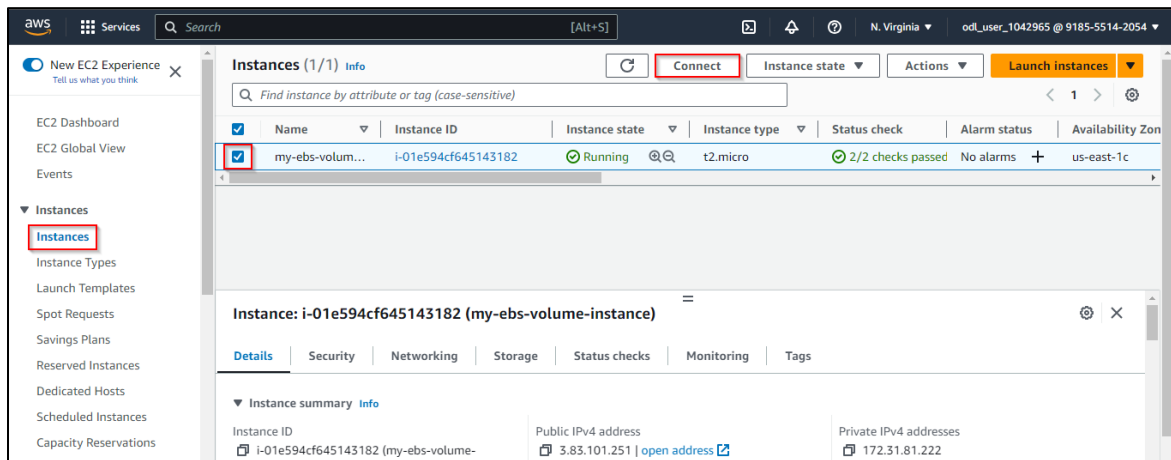 aws Services Search [Alt+S] N. Virginia ▼ odl_user_1042965 @ 9185-5514-2054 ▼
New EC2 Experience
Tell us what you think
EC2 Dashboard
EC2 Global View
Events
▼ Instances
Instances
Instance Types
Launch Templates
Spot Requests
Savings Plans
Reserved Instances
Dedicated Hosts
Scheduled Instances
Capacity Reservations
Instances (1/1) Info Connect Instance state ▼ Actions ▼ Launch instances ▼
Find instance by attribute or tag (case-sensitive) < 1 >
Name Instance ID Instance state Instance type Status check Alarm status Availability Zon
my-ebs-volum... i-01e594cf645143182 Running t2.micro 2/2 checks passed No alarms + us-east-1c
Instance: i-01e594cf645143182 (my-ebs-volume-instance)
Details Security Networking Storage Status checks Monitoring Tags
▼ Instance summary Info
Instance ID Public IPv4 address Private IPv4 addresses
i-01e594cf645143182 (my-ebs-volume- 3.83.101.251 | open address 172.31.81.222